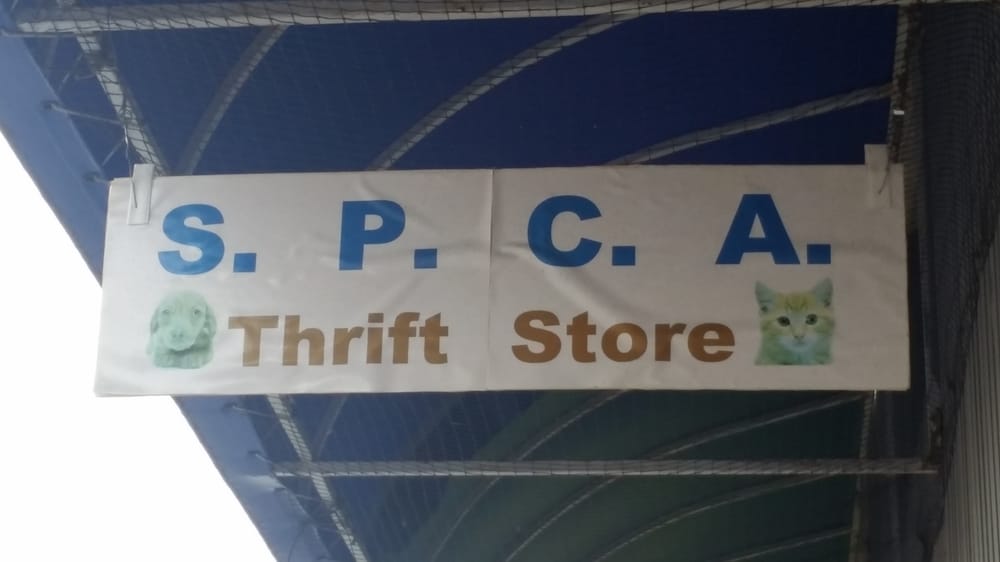 S. P. C. A.
Thrift Store